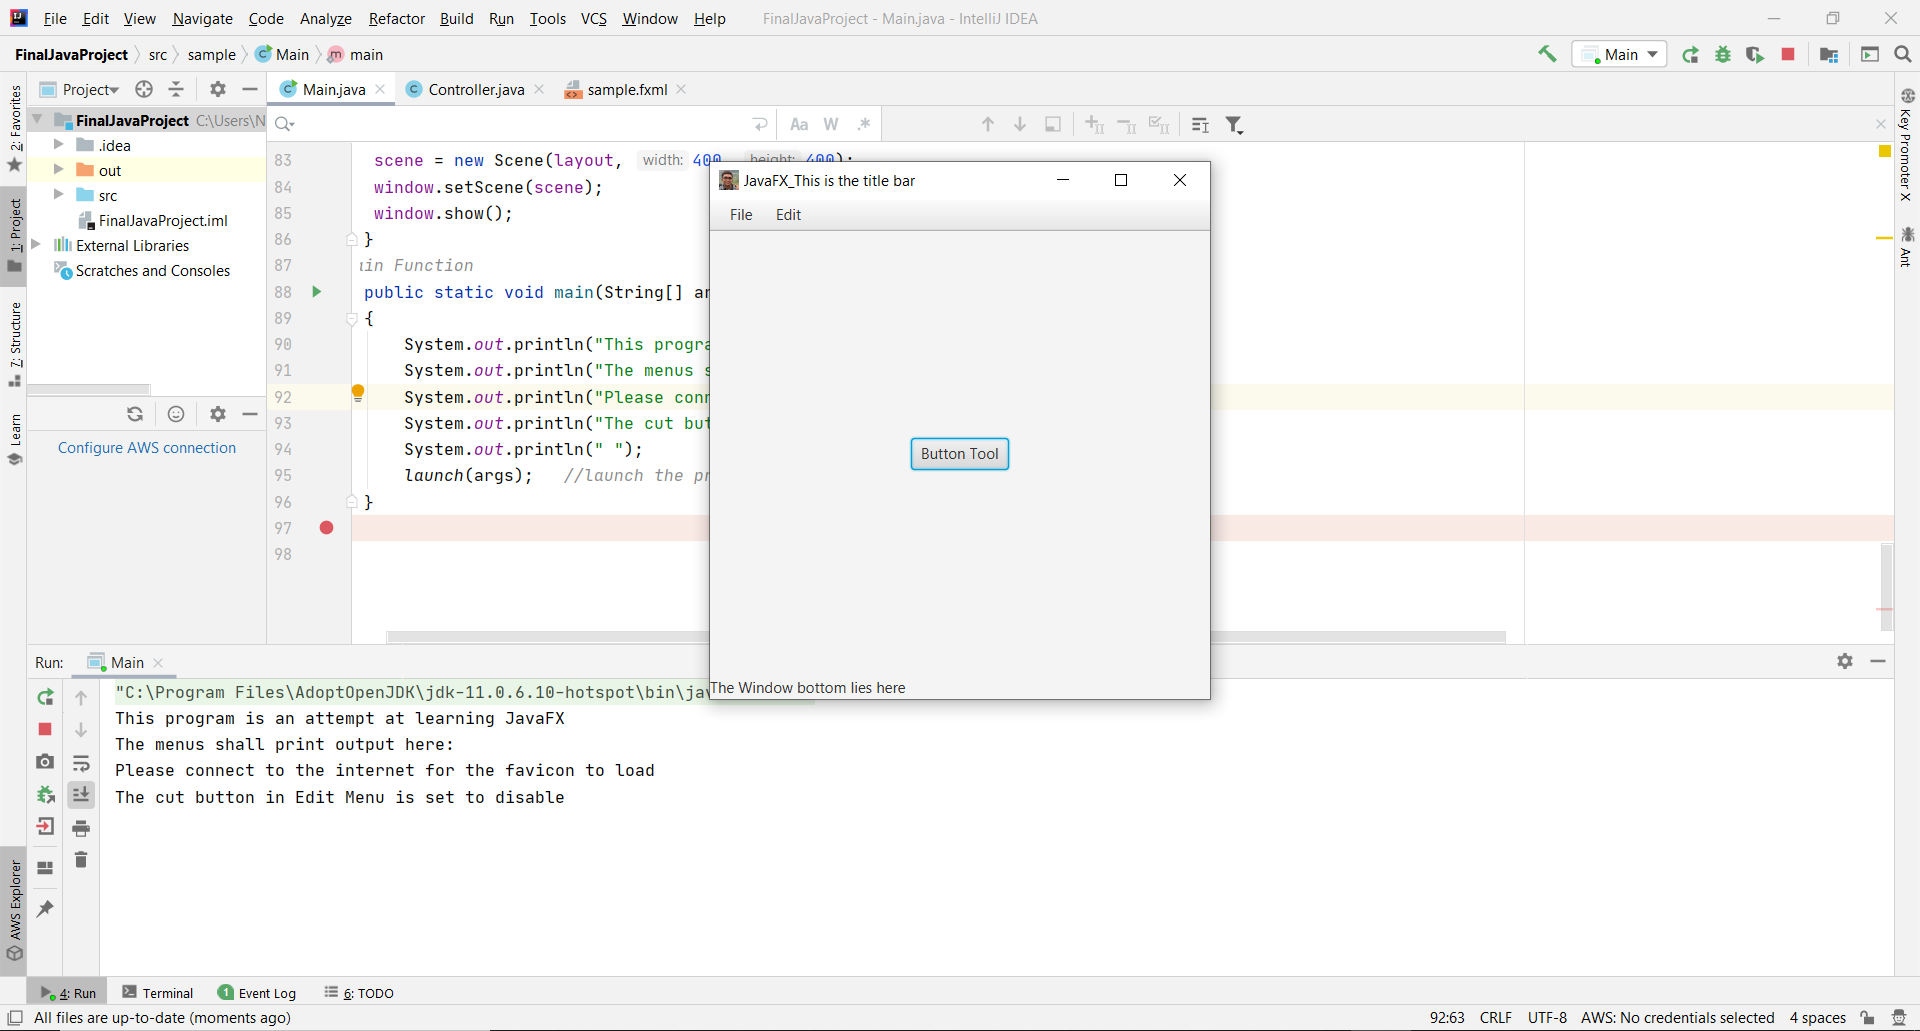 File Edit View Navigate Code Analyze Refactor Build Run Tools VCS Window Help FinalJavaProject - Main.java - IntelliJ IDEA
FinalJavaProject src sample Main main
Main
Project
Main.java Controller.java sample.fxml
FinalJavaProject C:\Users\N
.idea
out
src
FinalJavaProject.iml
External Libraries
Scratches and Consoles
Configure AWS connection
2: Favorites
1: Project
7: Structure
Learn
AWS Explorer
Key Promoter X
Ant
Aa W .*
83 scene = new Scene(layout, width: 400, height: 400);
84 window.setScene(scene);
85 window.show();
86 }
87 in Function
88 public static void main(String[] ar
89 {
90 System.out.println("This progra
91 System.out.println("The menus s
92 System.out.println("Please conn
93 System.out.println("The cut but
94 System.out.println(" ");
95 launch(args); //launch the pr
96 }
97
98
JavaFX_This is the title bar
File Edit
Button Tool
The Window bottom lies here
Run: Main
"C:\Program Files\AdoptOpenJDK\jdk-11.0.6.10-hotspot\bin\jav
This program is an attempt at learning JavaFX
The menus shall print output here:
Please connect to the internet for the favicon to load
The cut button in Edit Menu is set to disable
4: Run Terminal 1 Event Log 6: TODO
All files are up-to-date (moments ago) 92:63 CRLF UTF-8 AWS: No credentials selected 4 spaces